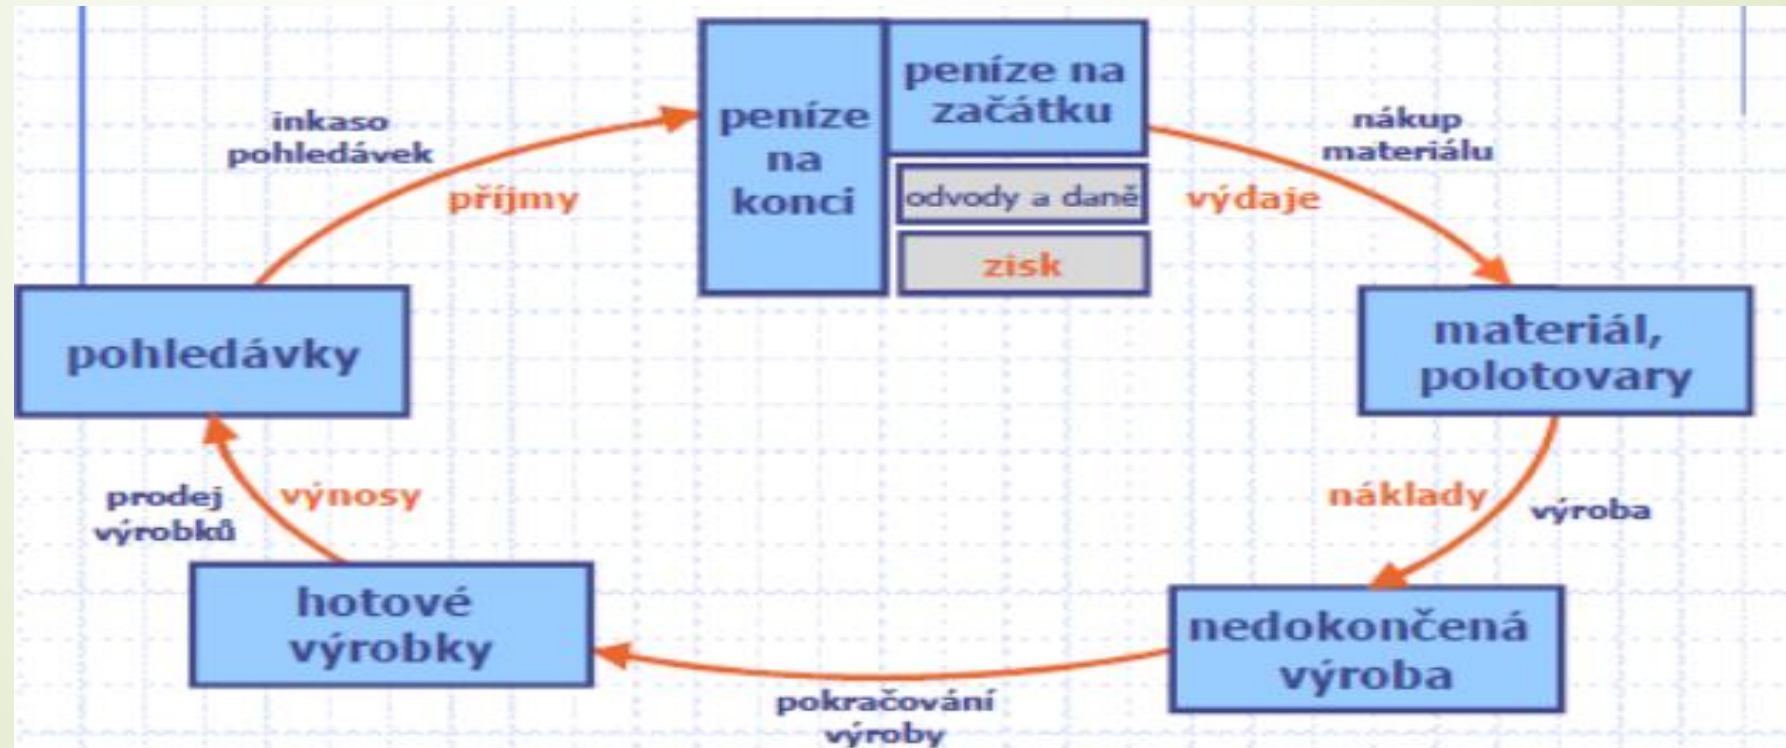 peníze
na
konci
peníze na
začátku
odvody a daně
zisk
nákup
materiálu
výdaje
materiál,
polotovary
náklady
výroba
nedokončená
výroba
pokračování
výroby
hotové
výrobky
prodej
výrobků
výnosy
pohledávky
inkaso
pohledávek
příjmy